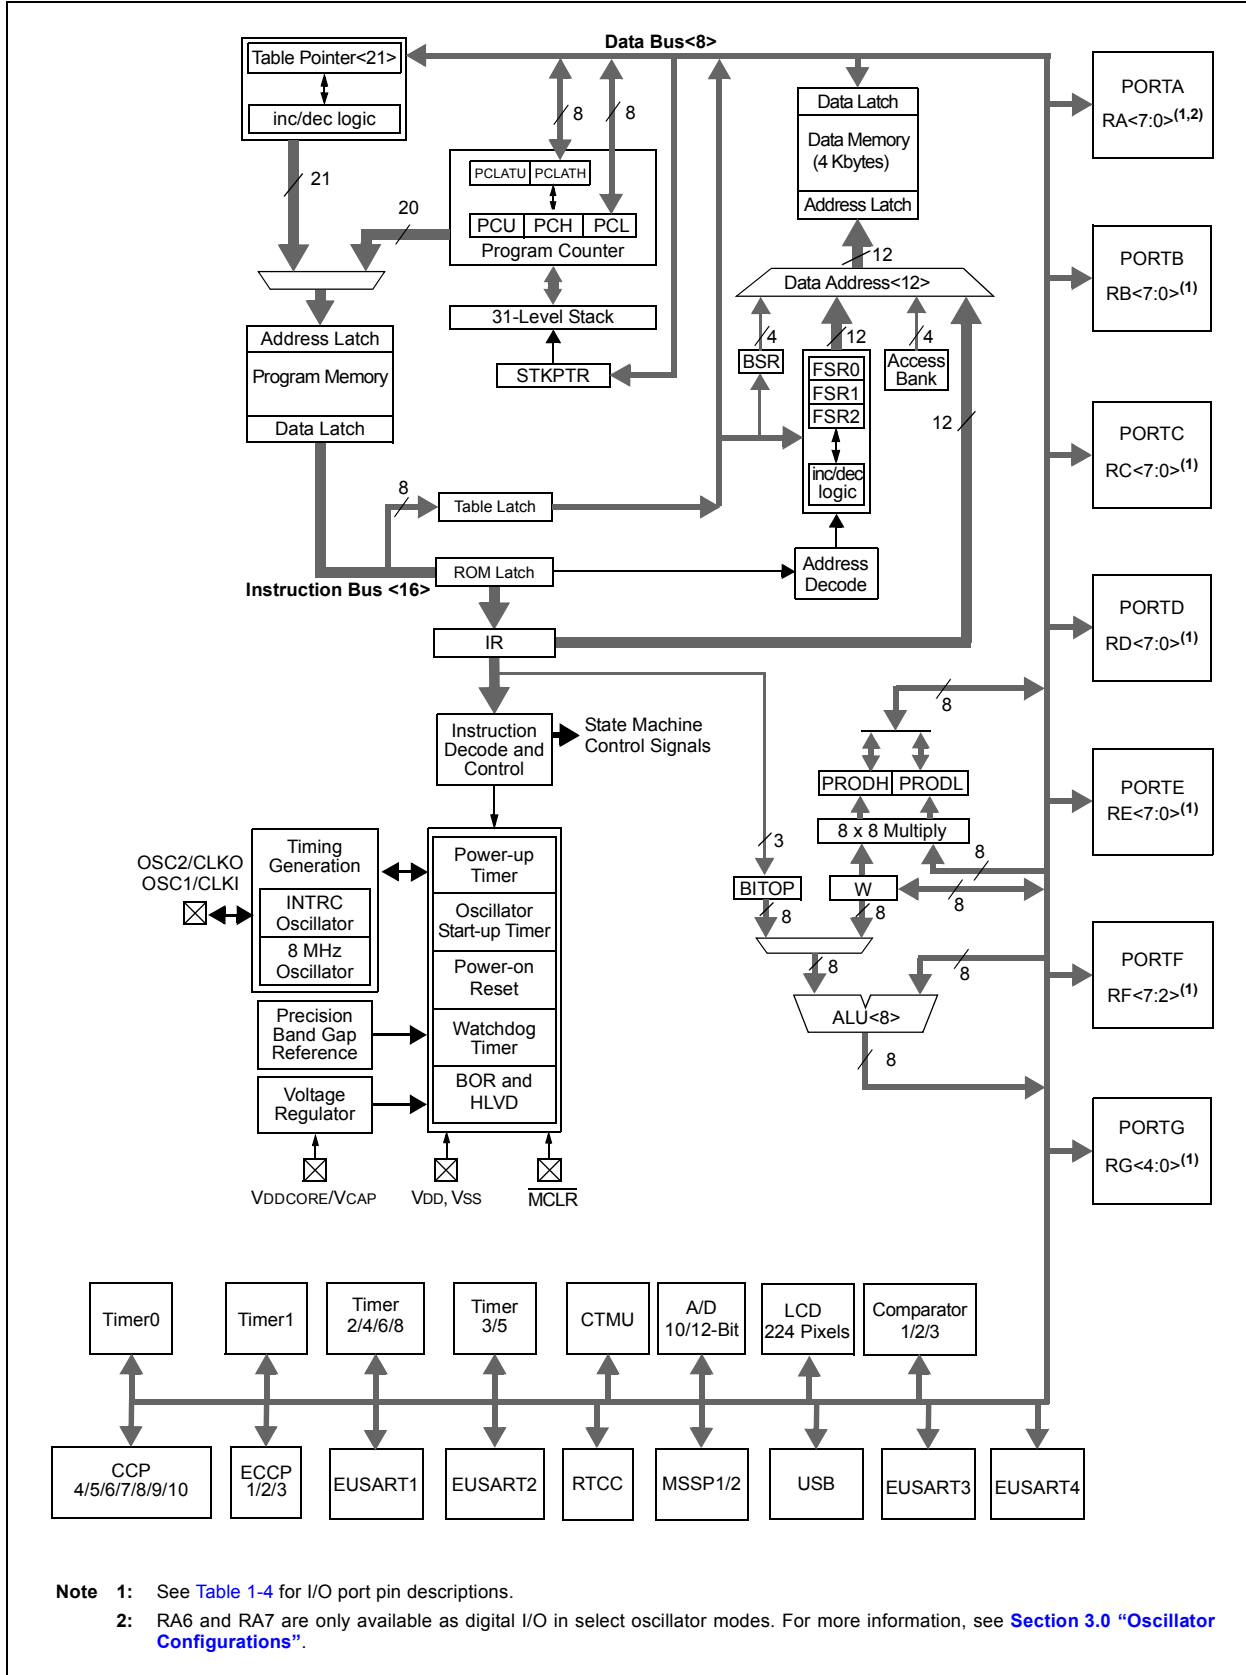 Data Bus<8>
Table Pointer<21>
inc/dec logic
21
8
8
PCLATU
PCLATH
PCU
PCH
PCL
Program Counter
20
31-Level Stack
STKPTR
Address Latch
Program Memory
Data Latch
Data Latch
Data Memory
(4 Kbytes)
Address Latch
12
Data Address<12>
4
12
4
BSR
FSR0
FSR1
FSR2
inc/dec
logic
Access
Bank
12
8
Table Latch
ROM Latch
Instruction Bus <16>
Address
Decode
IR
Instruction
Decode and
Control
State Machine
Control Signals
8
PRODH
PRODL
8 x 8 Multiply
3
8
BITOP
W
8
8
8
8
8
ALU<8>
8
OSC2/CLKO
OSC1/CLKI
Timing
Generation
INTRC
Oscillator
8 MHz
Oscillator
Precision
Band Gap
Reference
Voltage
Regulator
Power-up
Timer
Oscillator
Start-up Timer
Power-on
Reset
Watchdog
Timer
BOR and
HLVD
VDDCORE/VCAP
VDD, VSS
MCLR
PORTA
RA<7:0>(1,2)
PORTB
RB<7:0>(1)
PORTC
RC<7:0>(1)
PORTD
RD<7:0>(1)
PORTE
RE<7:0>(1)
PORTF
RF<7:2>(1)
PORTG
RG<4:0>(1)
Timer0
Timer1
Timer
2/4/6/8
Timer
3/5
CTMU
A/D
10/12-Bit
LCD
224 Pixels
Comparator
1/2/3
CCP
4/5/6/7/8/9/10
ECCP
1/2/3
EUSART1
EUSART2
RTCC
MSSP1/2
USB
EUSART3
EUSART4
Note 1: See Table 1-4 for I/O port pin descriptions.
2: RA6 and RA7 are only available as digital I/O in select oscillator modes. For more information, see Section 3.0 “Oscillator
Configurations”.